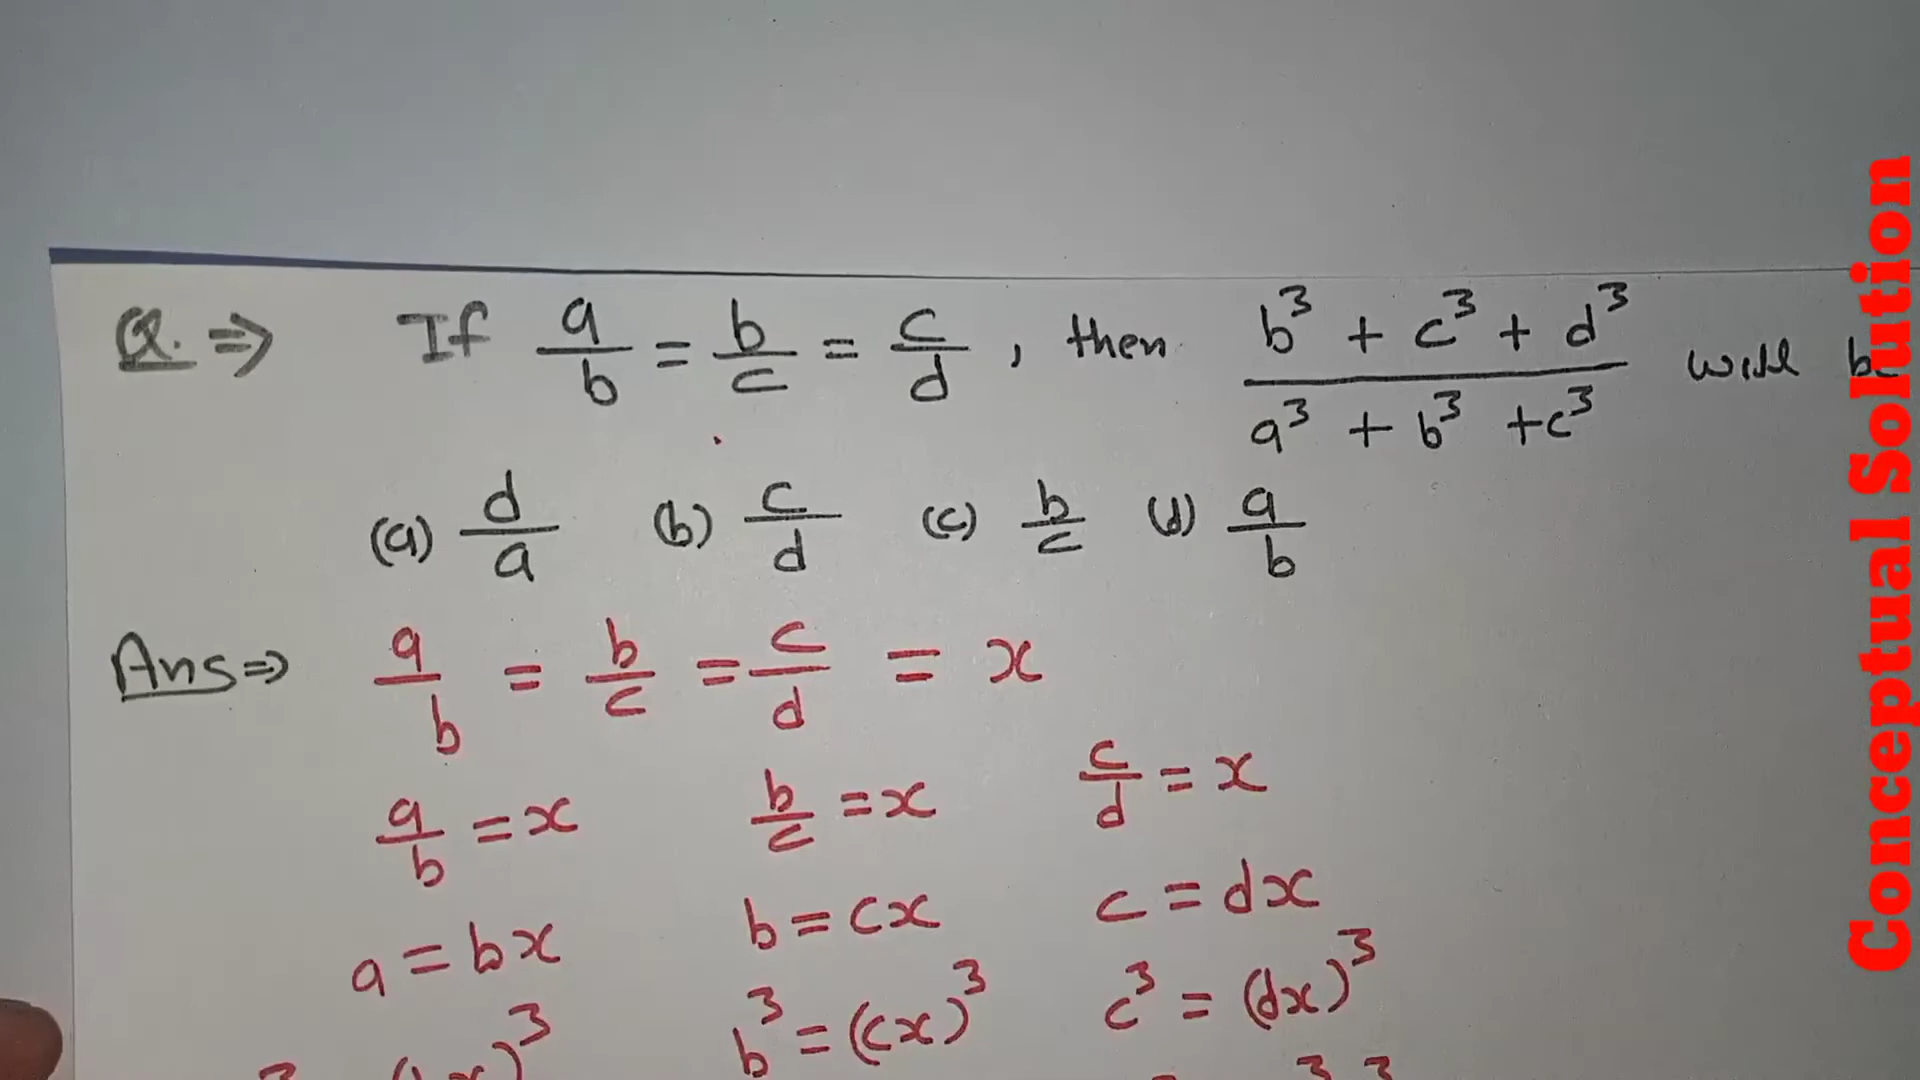 Q. ⇒ If a/b = b/c = c/d , then (b³ + c³ + d³)/(a³ + b³ + c³) will be
(a) d/a (b) c/d (c) b/c (d) a/b
Ans ⇒ a/b = b/c = c/d = x
a/b = x b/c = x c/d = x
a = bx b = cx c = dx
b³ = (cx)³ c³ = (dx)³
Conceptual Solution